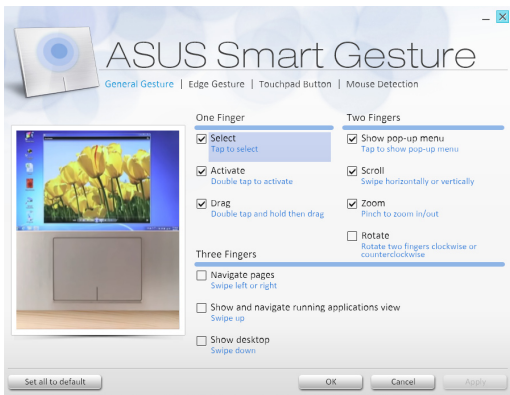 ASUS Smart Gesture
General Gesture | Edge Gesture | Touchpad Button | Mouse Detection
One Finger
Select
Tap to select
Activate
Double tap to activate
Drag
Double tap and hold then drag
Two Fingers
Show pop-up menu
Tap to show pop-up menu
Scroll
Swipe horizontally or vertically
Zoom
Pinch to zoom in/out
Rotate
Rotate two fingers clockwise or
counterclockwise
Three Fingers
Navigate pages
Swipe left or right
Show and navigate running applications view
Swipe up
Show desktop
Swipe down
Set all to default
OK
Cancel
Apply